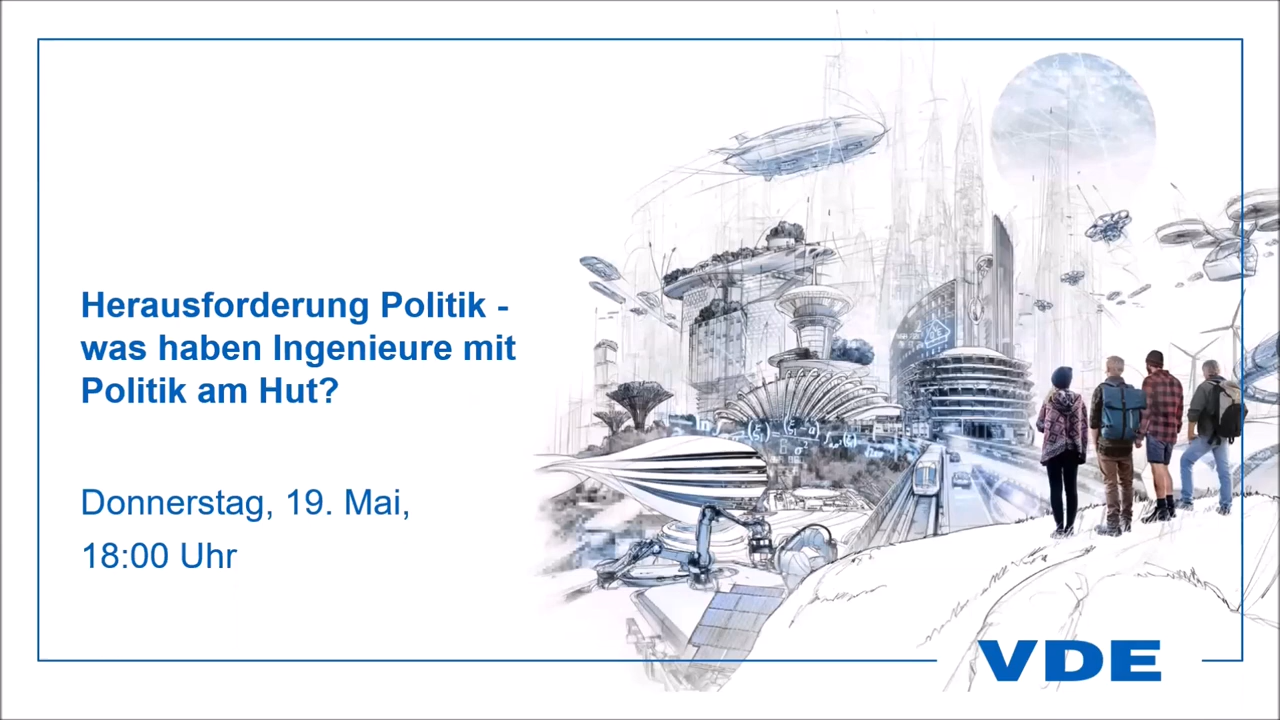 Herausforderung Politik -
was haben Ingenieure mit
Politik am Hut?
Donnerstag, 19. Mai,
18:00 Uhr
VDE